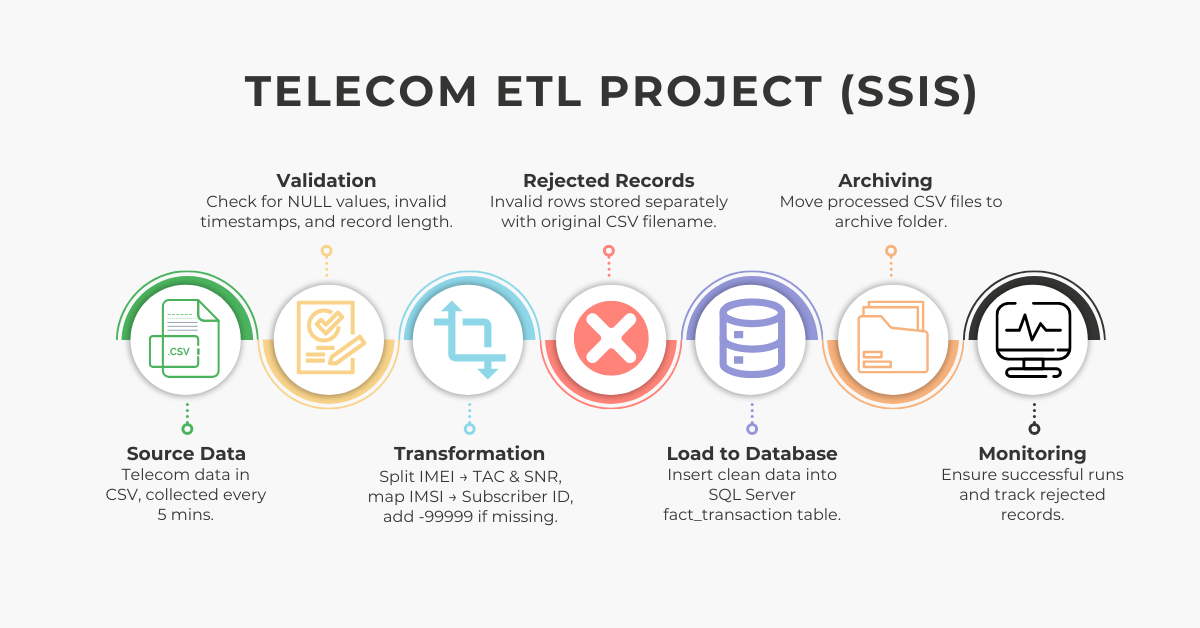 TELECOM ETL PROJECT (SSIS)
Validation
Check for NULL values, invalid
timestamps, and record length.
Rejected Records
Invalid rows stored separately
with original CSV filename.
Archiving
Move processed CSV files to
archive folder.
.CSV
Source Data
Telecom data in
CSV, collected every
5 mins.
Transformation
Split IMEI → TAC & SNR,
map IMSI → Subscriber ID,
add -99999 if missing.
Load to Database
Insert clean data into
SQL Server
fact_transaction table.
Monitoring
Ensure successful runs
and track rejected
records.